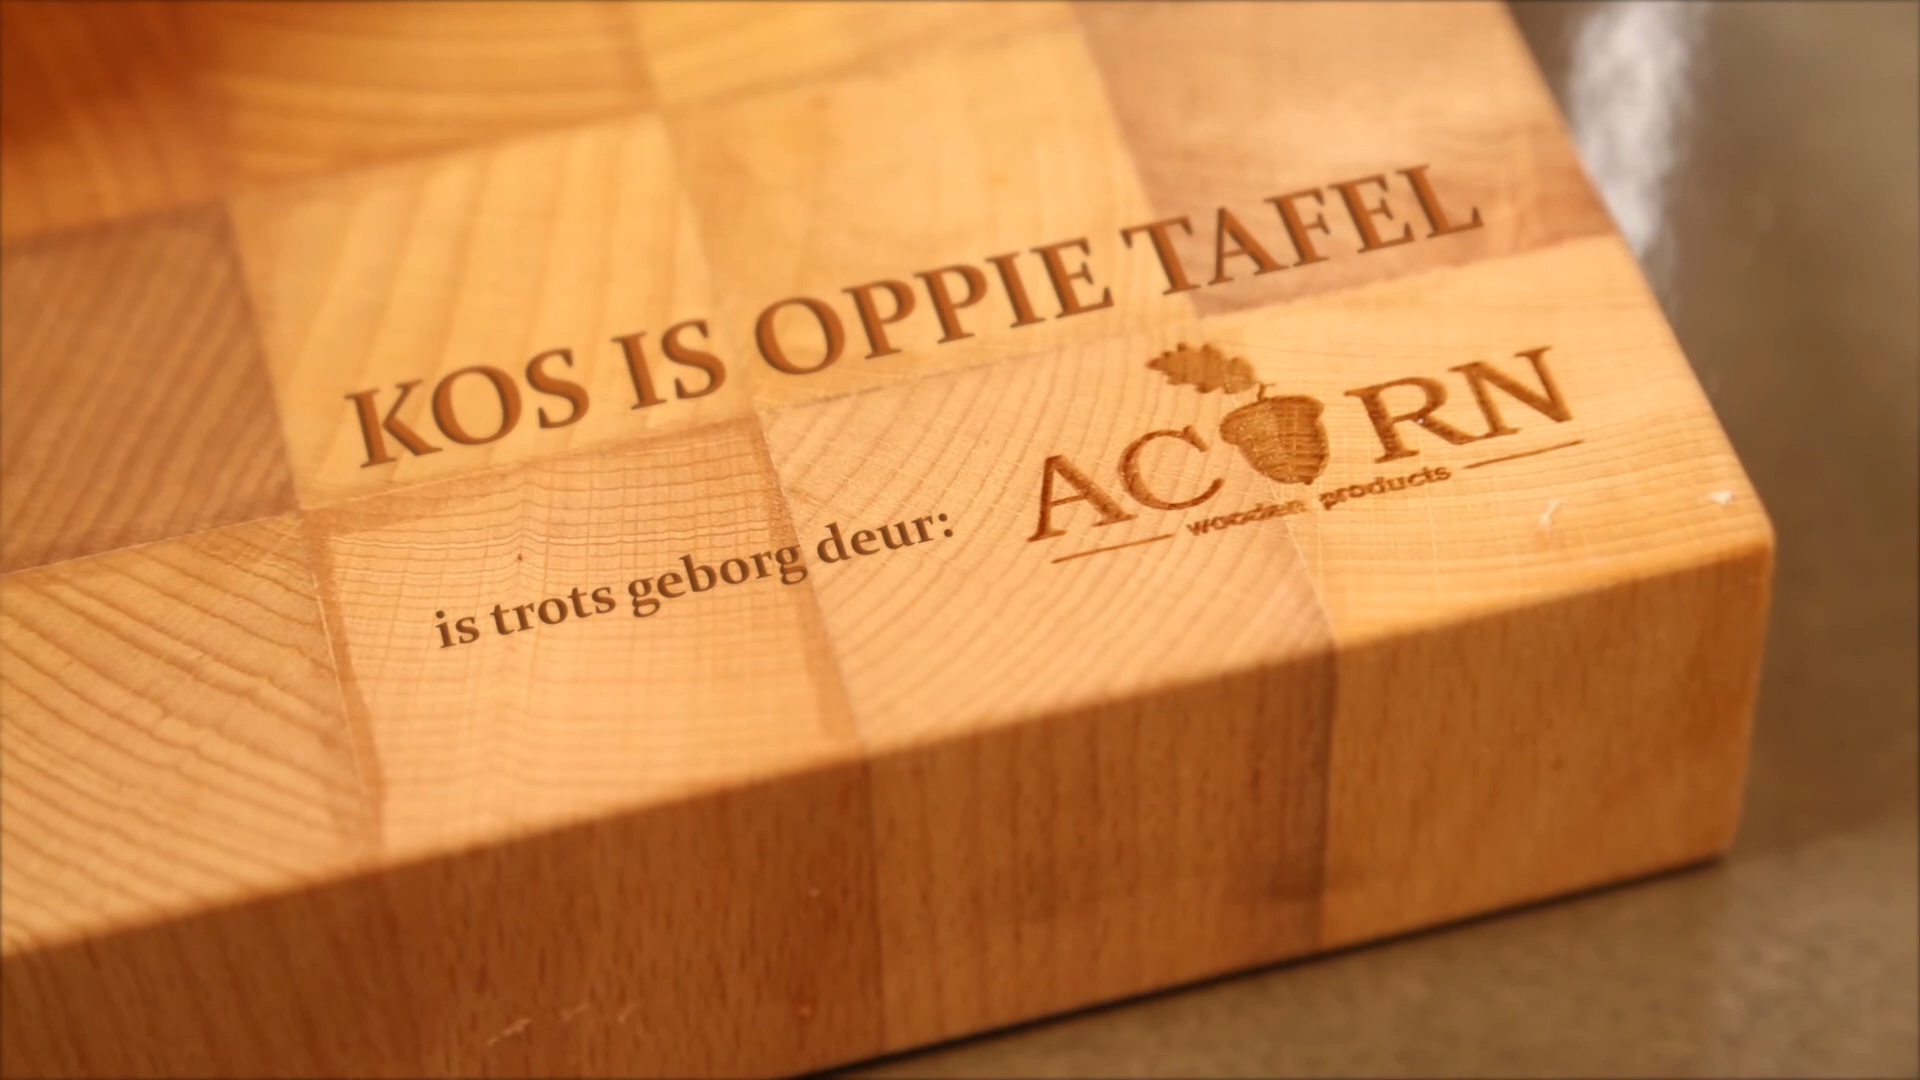 KOS IS OPPIE TAFEL
is trots geborg deur:
ACORN
wooden products